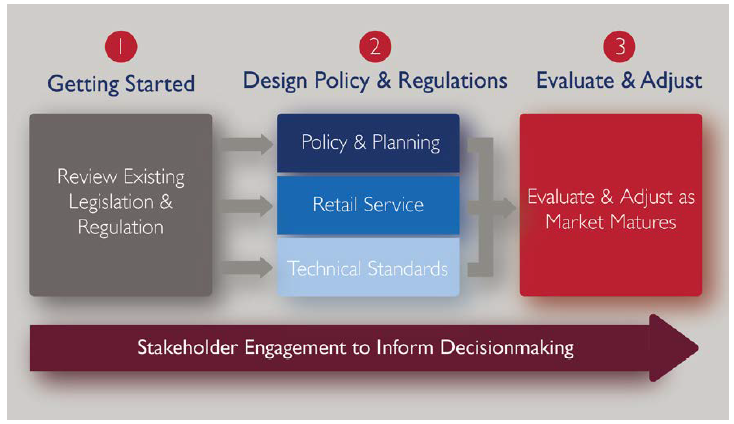 1
Getting Started
Review Existing
Legislation &
Regulation
2
Design Policy & Regulations
Policy & Planning
Retail Service
Technical Standards
3
Evaluate & Adjust
Evaluate & Adjust as
Market Matures
Stakeholder Engagement to Inform Decisionmaking